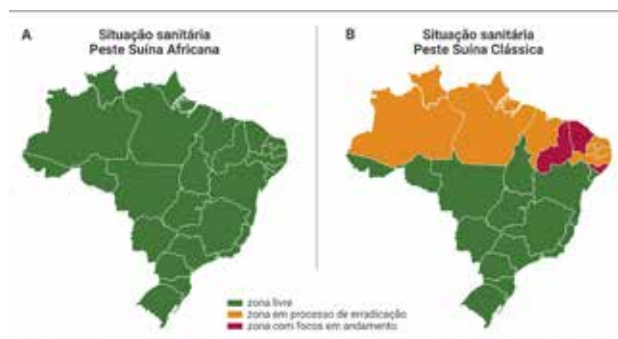 A
Situação sanitária
Peste Suína Africana
B
Situação sanitária
Peste Suína Clássica
zona livre
zona em processo de erradicação
zona com focos em andamento